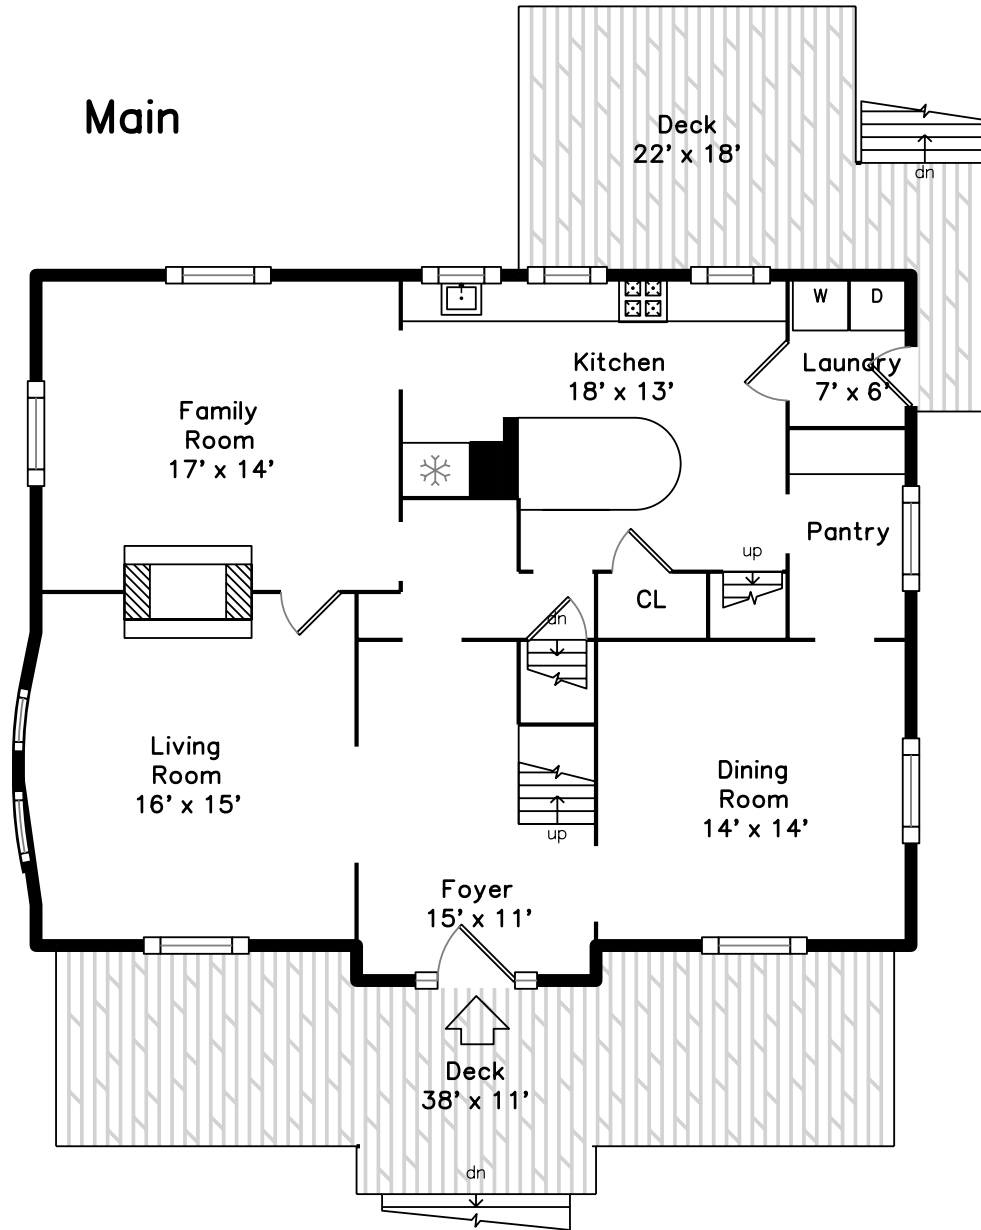 Main
Deck
22' x 18'
dn
W
D
Kitchen
18' x 13'
Laundry
7' x 6'
Family
Room
17' x 14'
Pantry
up
CL
dn
Living
Room
16' x 15'
Dining
Room
14' x 14'
up
Foyer
15' x 11'
Deck
38' x 11'
dn